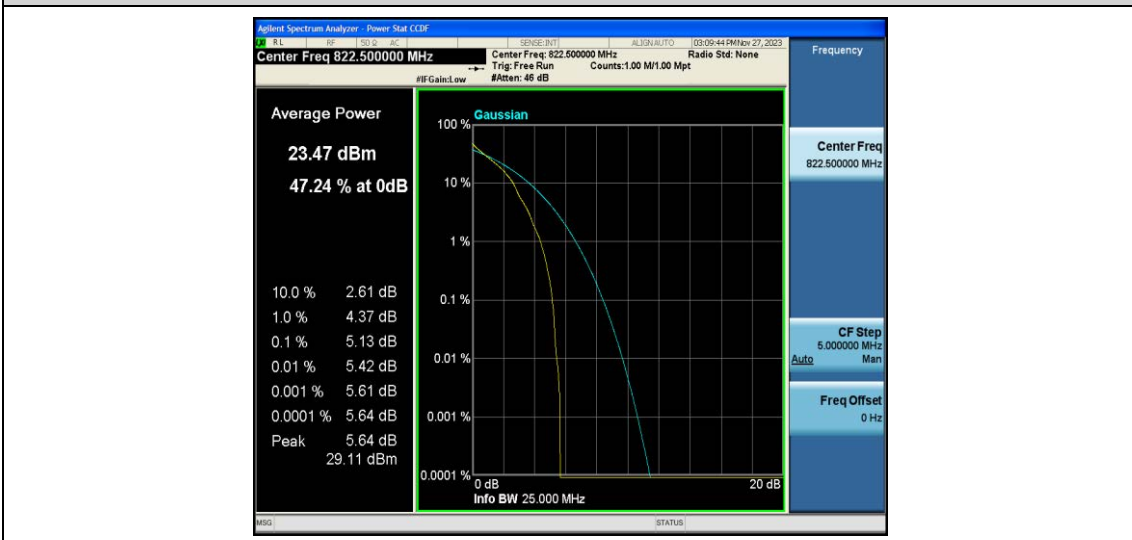 Agilent Spectrum Analyzer - Power Stat CCDF
RL RF 50 Ω AC SENSE:INT ALIGN AUTO 03:09:44 PM Nov 27, 2023
Center Freq 822.500000 MHz
Center Freq: 822.500000 MHz Radio Std: None
Trig: Free Run Counts:1.00 M/1.00 Mpt
#IFGain:Low #Atten: 46 dB
Average Power
23.47 dBm
47.24 % at 0dB
10.0 % 2.61 dB
1.0 % 4.37 dB
0.1 % 5.13 dB
0.01 % 5.42 dB
0.001 % 5.61 dB
0.0001 % 5.64 dB
Peak 5.64 dB
29.11 dBm
Gaussian
100 %
10 %
1 %
0.1 %
0.01 %
0.001 %
0.0001 %
0 dB 20 dB
Info BW 25.000 MHz
Frequency
Center Freq
822.500000 MHz
CF Step
5.000000 MHz
Auto Man
Freq Offset
0 Hz
MSG STATUS